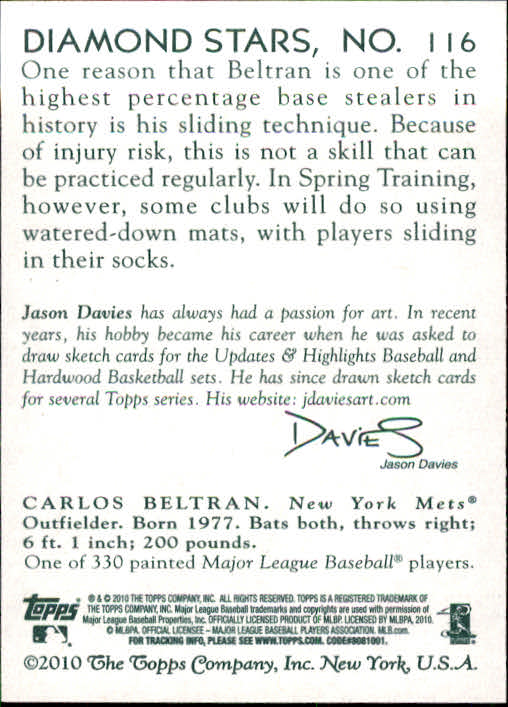 DIAMOND STARS, NO. 116
One reason that Beltran is one of the
highest percentage base stealers in
history is his sliding technique. Because
of injury risk, this is not a skill that can
be practiced regularly. In Spring Training,
however, some clubs will do so using
watered-down mats, with players sliding
in their socks.
Jason Davies has always had a passion for art. In recent
years, his hobby became his career when he was asked to
draw sketch cards for the Updates & Highlights Baseball and
Hardwood Basketball sets. He has since drawn sketch cards
for several Topps series. His website: jdaviesart.com
DAVIES
Jason Davies
CARLOS BELTRAN. New York Mets®
Outfielder. Born 1977. Bats both, throws right;
6 ft. 1 inch; 200 pounds.
One of 330 painted Major League Baseball® players.
Topps
® & © 2010 THE TOPPS COMPANY, INC. ALL RIGHTS RESERVED. TOPPS IS A REGISTERED TRADEMARK OF
THE TOPPS COMPANY, INC. Major League Baseball trademarks and copyrights are used with permission of
Major League Baseball Properties, Inc. OFFICIALLY LICENSED PRODUCT OF MLBP. LICENSED BY MLBPA, 2010.
© MLBPA. OFFICIAL LICENSEE – MAJOR LEAGUE BASEBALL PLAYERS ASSOCIATION. MLB.com.
FOR TRACKING INFO, PLEASE SEE WWW.TOPPS.COM. CODE#8081001.
©2010 The Topps Company, Inc. New York, U.S.A.